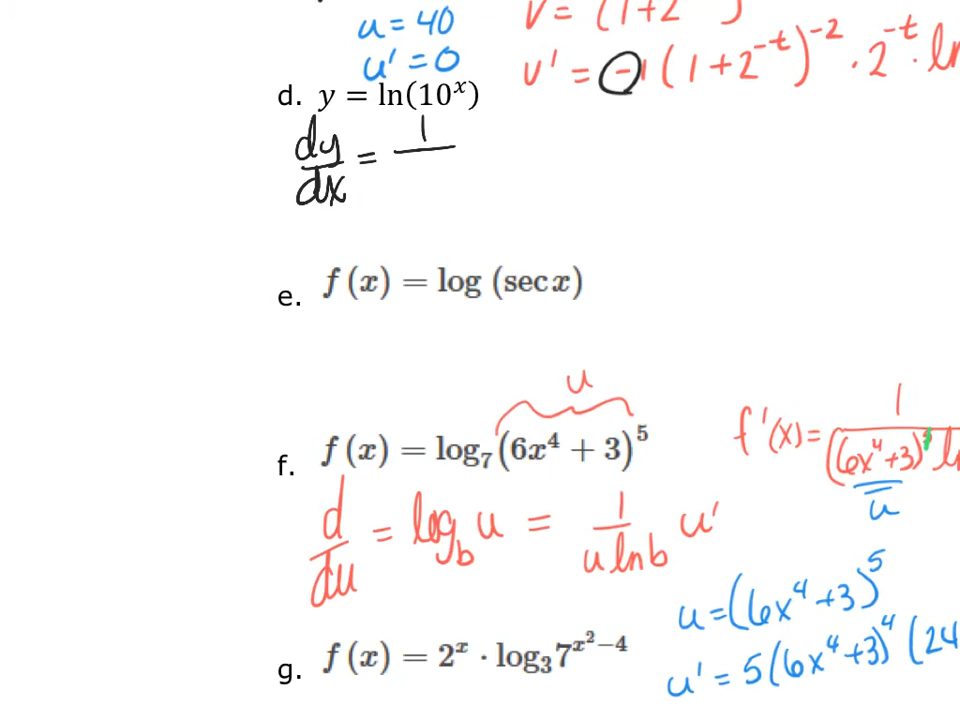 u = 40
v = (1+2 )
u' = 0
v' = -1(1+2^{-t})^{-2} · 2^{-t} · ln
d. y = ln(10^x)
dy/dx = 1/
e. f(x) = log (sec x)
u
f. f(x) = log_7 (6x^4 + 3)^5
f'(x) = 1/((6x^4+3)^5 l
u
d/du = log_b u = 1/(u ln b) u'
u = (6x^4+3)^5
g. f(x) = 2^x · log_3 7^{x^2-4}
u' = 5(6x^4+3)^4 (24